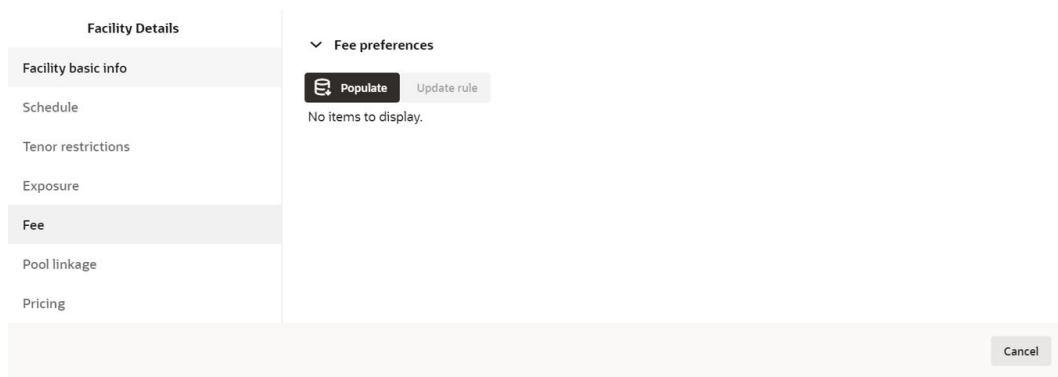 Facility Details
Facility basic info
Schedule
Tenor restrictions
Exposure
Fee
Pool linkage
Pricing
Fee preferences
Populate
Update rule
No items to display.
Cancel